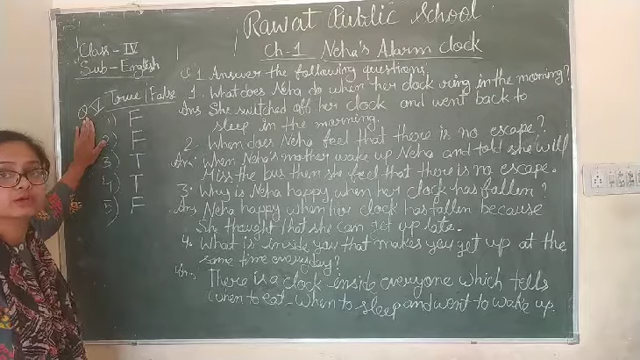 Rawat Public School
Class - IV
Sub - English
Ch-1 Neha's Alarm clock
Q.V True/False
1) F
2) F
3) T
4) T
5) F
Q 1 Answer the following questions.
1. What does Neha do when her clock ring in the morning?
Ans She switched off her clock and went back to
sleep in the morning.
2. When does Neha feel that there is no escape?
Ans. When Neha's mother wake up Neha and told she will
Miss the bus then she feel that there is no escape.
3. Why is Neha happy when her clock has fallen?
Ans Neha happy when her clock has fallen because
She thought that she can get up late.
4. What is inside you that makes you get up at the
same time everyday?
Ans. There is a clock inside everyone which tells
when to eat - when to sleep and went to wake up.